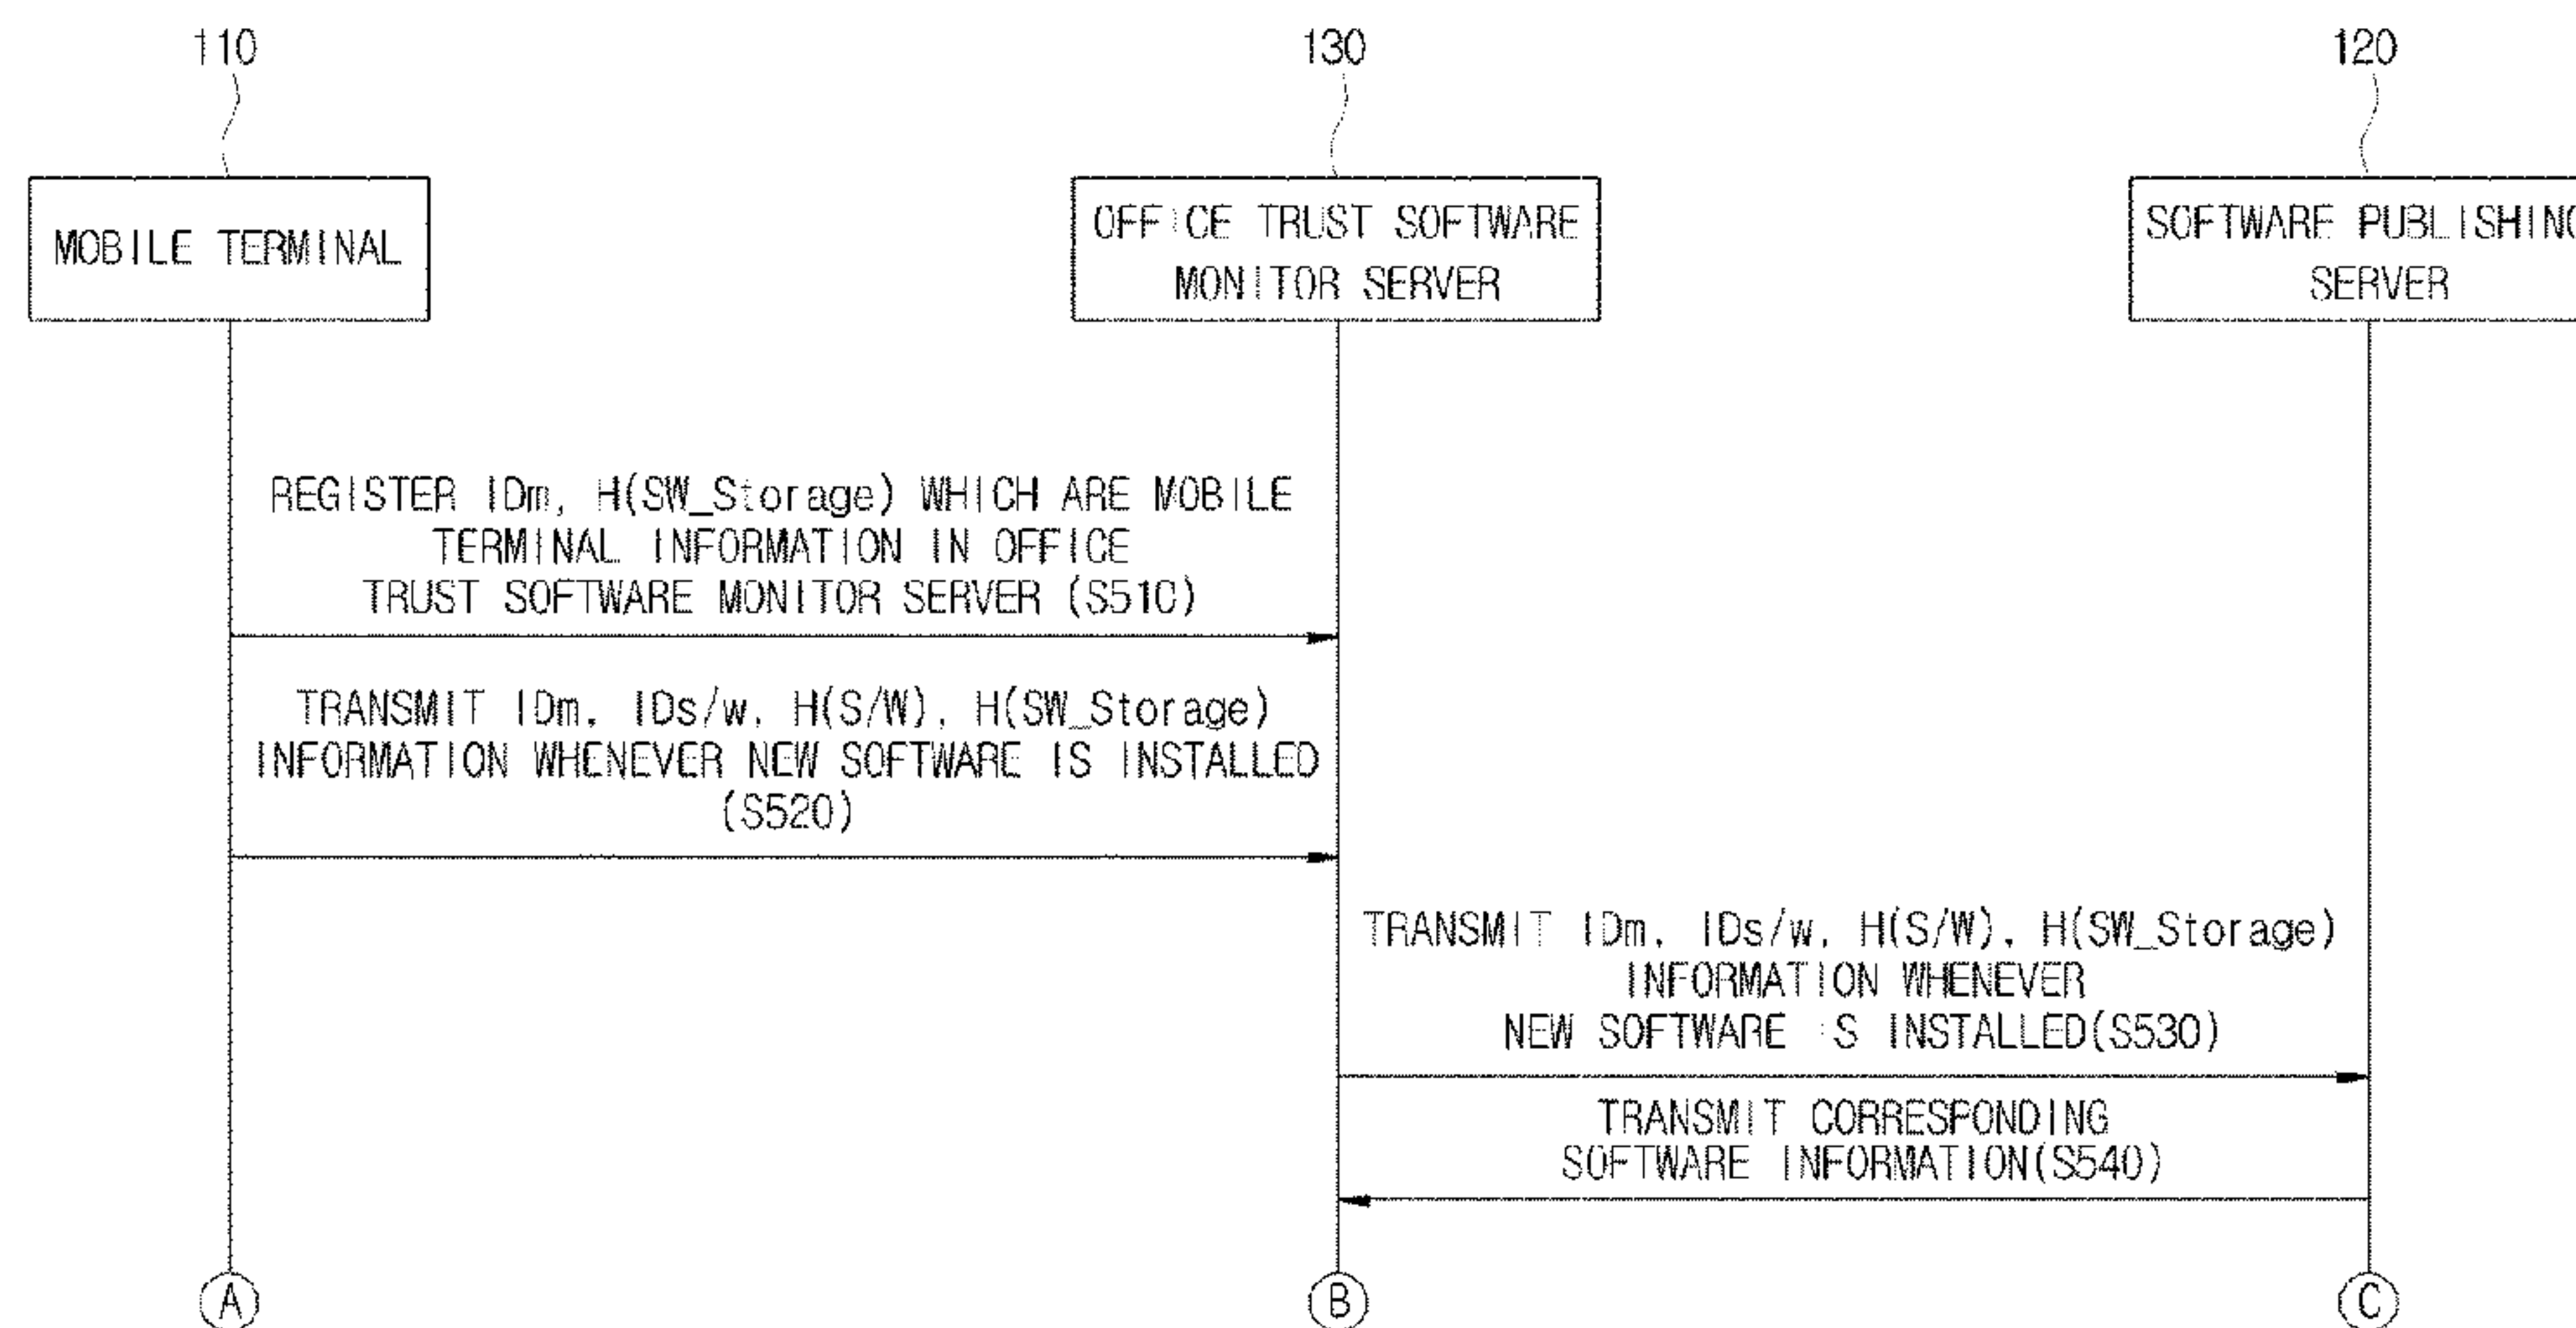 110
130
120
MOBILE TERMINAL
OFFICE TRUST SOFTWARE
MONITOR SERVER
SOFTWARE PUBLISHING
SERVER
REGISTER IDm, H(SW_Storage) WHICH ARE MOBILE
TERMINAL INFORMATION IN OFFICE
TRUST SOFTWARE MONITOR SERVER (S510)
TRANSMIT IDm, IDs/w, H(S/W), H(SW_Storage)
INFORMATION WHENEVER NEW SOFTWARE IS INSTALLED
(S520)
TRANSMIT IDm, IDs/w, H(S/W), H(SW_Storage)
INFORMATION WHENEVER
NEW SOFTWARE IS INSTALLED(S530)
TRANSMIT CORRESPONDING
SOFTWARE INFORMATION(S540)
A
B
C